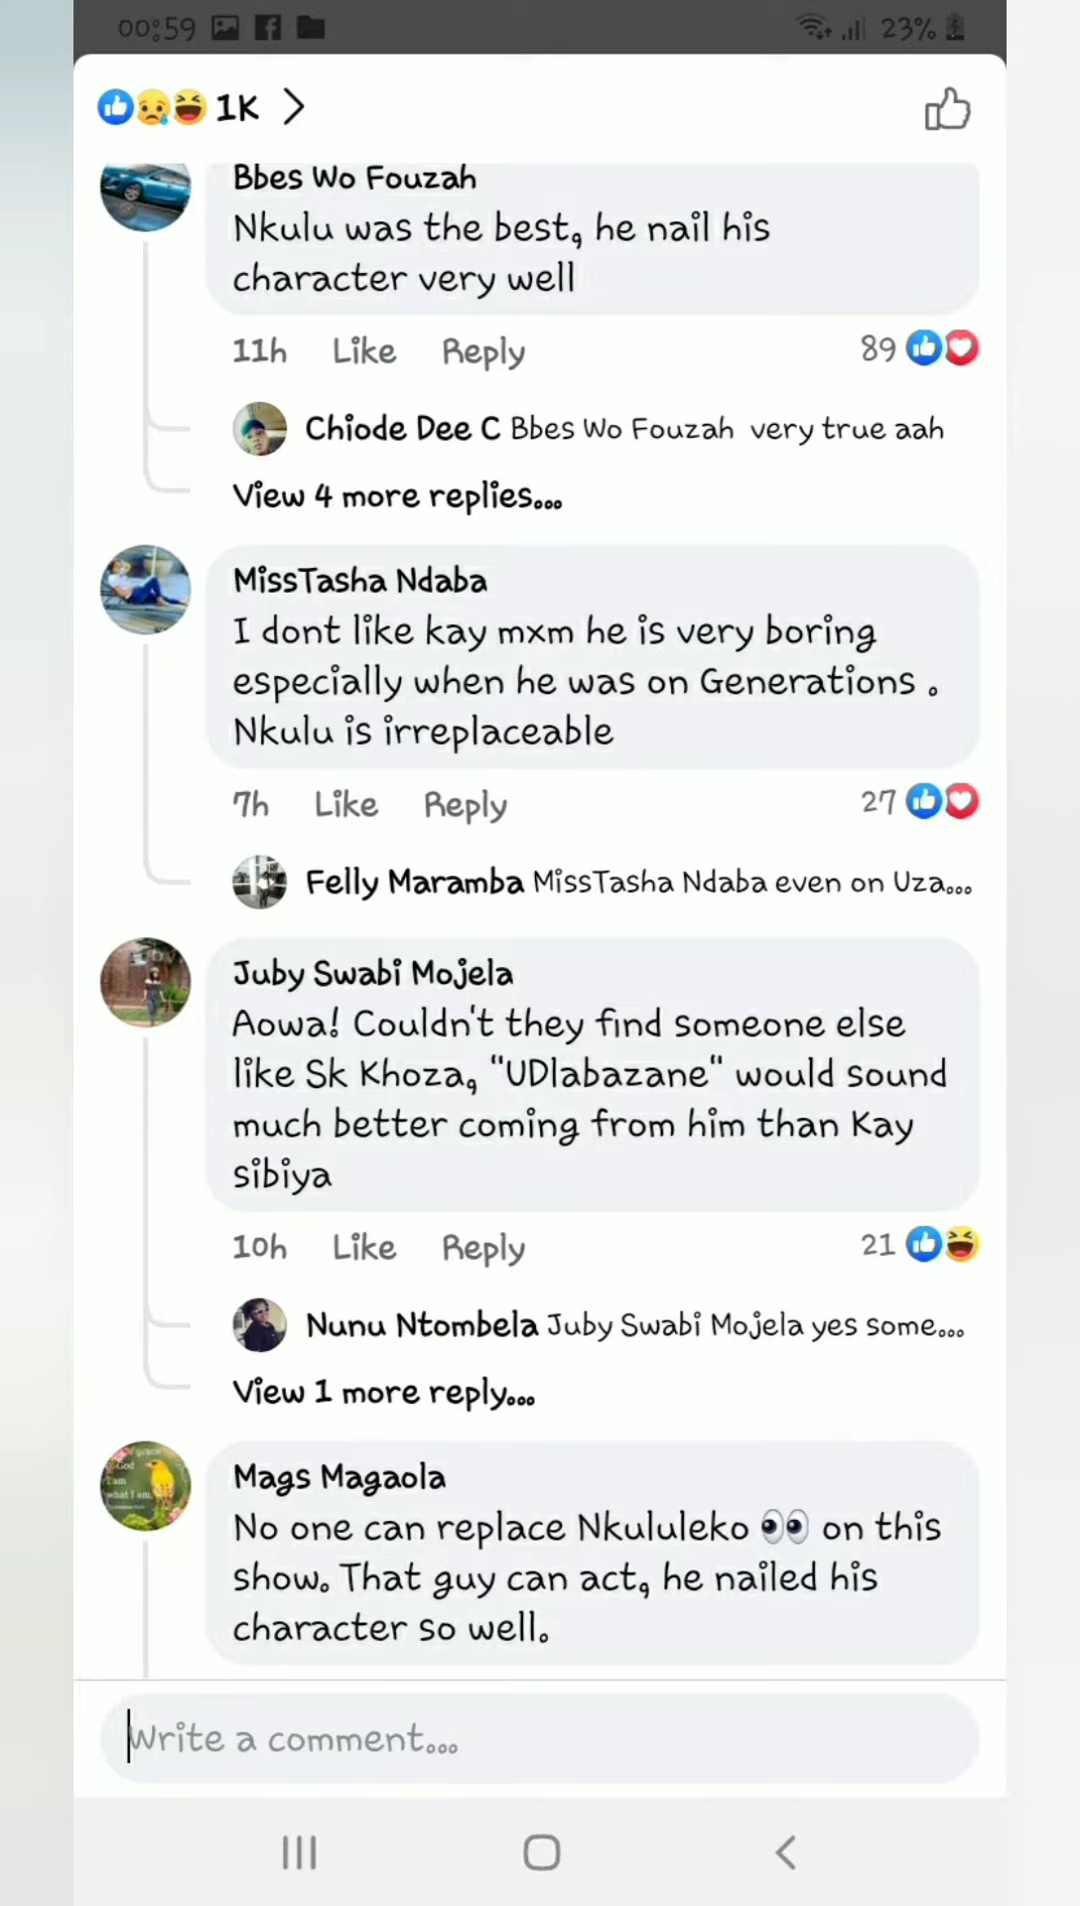 00:59 23%
1K
Bbes Wo Fouzah
Nkulu was the best, he nail his
character very well
11h Like Reply 89
Chiode Dee C Bbes Wo Fouzah very true aah
View 4 more replies...
MissTasha Ndaba
I dont like kay mxm he is very boring
especially when he was on Generations .
Nkulu is irreplaceable
7h Like Reply 27
Felly Maramba MissTasha Ndaba even on Uza...
Juby Swabi Mojela
Aowa! Couldn't they find someone else
like Sk Khoza, "UDlabazane" would sound
much better coming from him than Kay
sibiya
10h Like Reply 21
Nunu Ntombela Juby Swabi Mojela yes some...
View 1 more reply...
grace
God
I am
what I am.
Mags Magaola
No one can replace Nkululeko 👀 on this
show. That guy can act, he nailed his
character so well.
Write a comment...